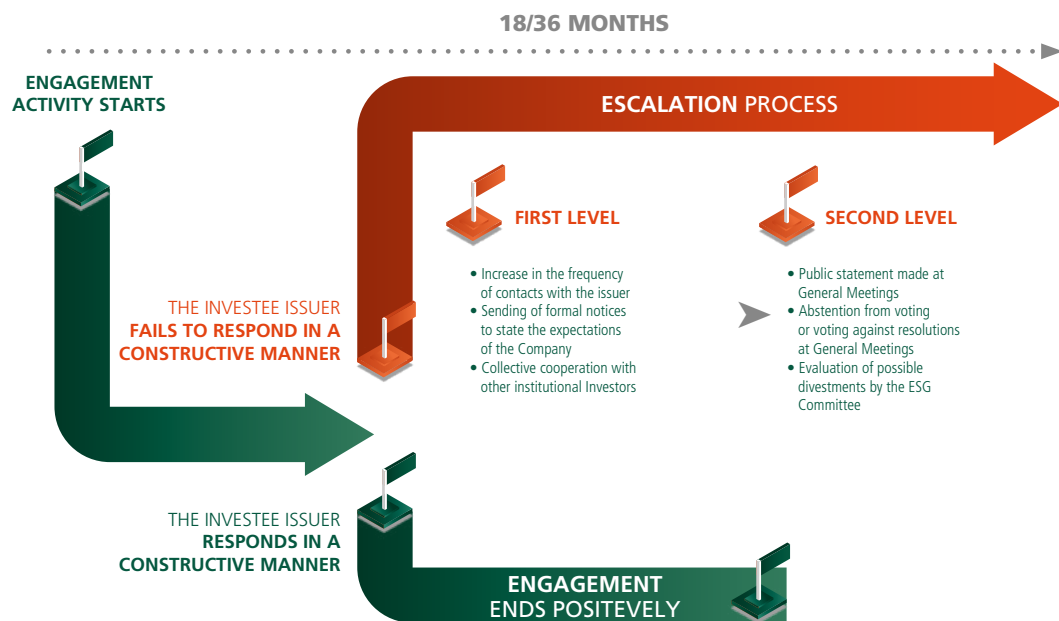 18/36 MONTHS
ENGAGEMENT
ACTIVITY STARTS
ESCALATION PROCESS
FIRST LEVEL
• Increase in the frequency
of contacts with the issuer
• Sending of formal notices
to state the expectations
of the Company
• Collective cooperation with
other institutional Investors
SECOND LEVEL
• Public statement made at
General Meetings
• Abstention from voting
or voting against resolutions
at General Meetings
• Evaluation of possible
divestments by the ESG
Committee
THE INVESTEE ISSUER
FAILS TO RESPOND IN A
CONSTRUCTIVE MANNER
THE INVESTEE ISSUER
RESPONDS IN A
CONSTRUCTIVE MANNER
ENGAGEMENT
ENDS POSITEVELY